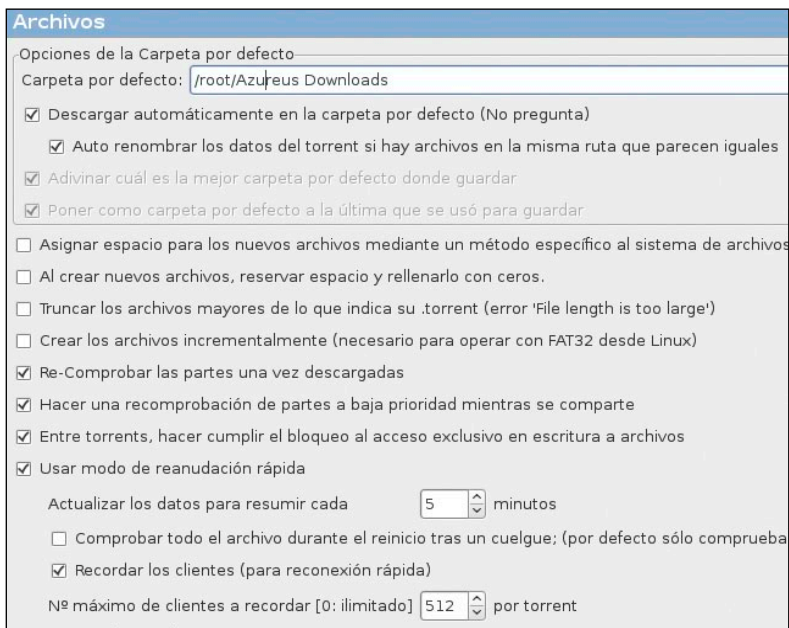 Archivos
Opciones de la Carpeta por defecto
Carpeta por defecto: /root/Azureus Downloads
Descargar automáticamente en la carpeta por defecto (No pregunta)
Auto renombrar los datos del torrent si hay archivos en la misma ruta que parecen iguales
Adivinar cuál es la mejor carpeta por defecto donde guardar
Poner como carpeta por defecto a la última que se usó para guardar
Asignar espacio para los nuevos archivos mediante un método específico al sistema de archivos
Al crear nuevos archivos, reservar espacio y rellenarlo con ceros.
Truncar los archivos mayores de lo que indica su .torrent (error 'File length is too large')
Crear los archivos incrementalmente (necesario para operar con FAT32 desde Linux)
Re-Comprobar las partes una vez descargadas
Hacer una recomprobación de partes a baja prioridad mientras se comparte
Entre torrents, hacer cumplir el bloqueo al acceso exclusivo en escritura a archivos
Usar modo de reanudación rápida
Actualizar los datos para resumir cada 5 minutos
Comprobar todo el archivo durante el reinicio tras un cuelgue; (por defecto sólo comprueba
Recordar los clientes (para reconexión rápida)
Nº máximo de clientes a recordar [0: ilimitado] 512 por torrent